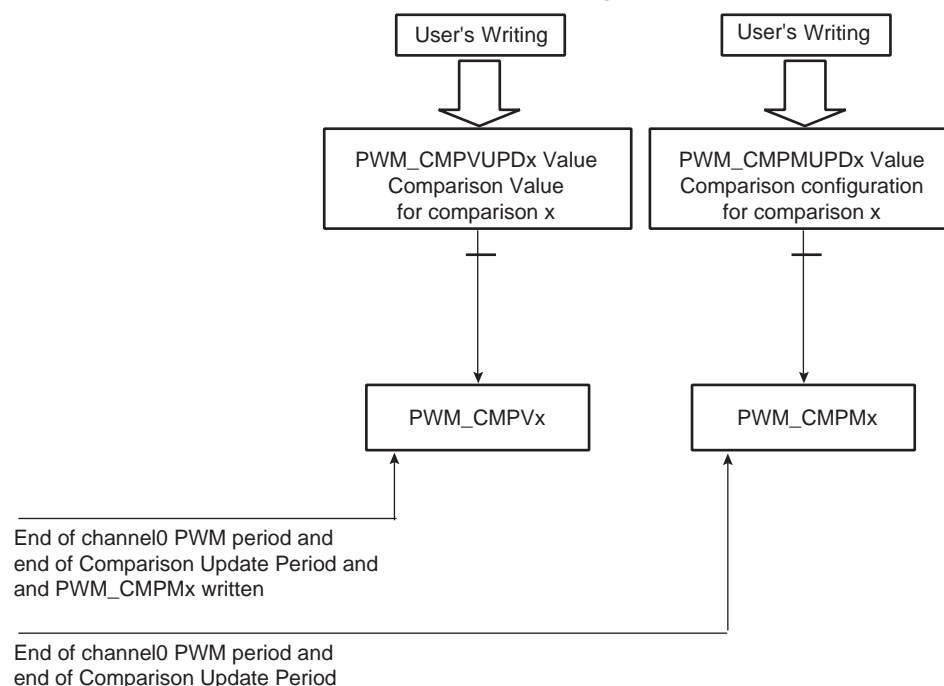 User's Writing
User's Writing
PWM_CMPVUPDx Value
Comparison Value
for comparison x
PWM_CMPMUPDx Value
Comparison configuration
for comparison x
PWM_CMPVx
PWM_CMPMx
End of channel0 PWM period and
end of Comparison Update Period and
and PWM_CMPMx written
End of channel0 PWM period and
end of Comparison Update Period